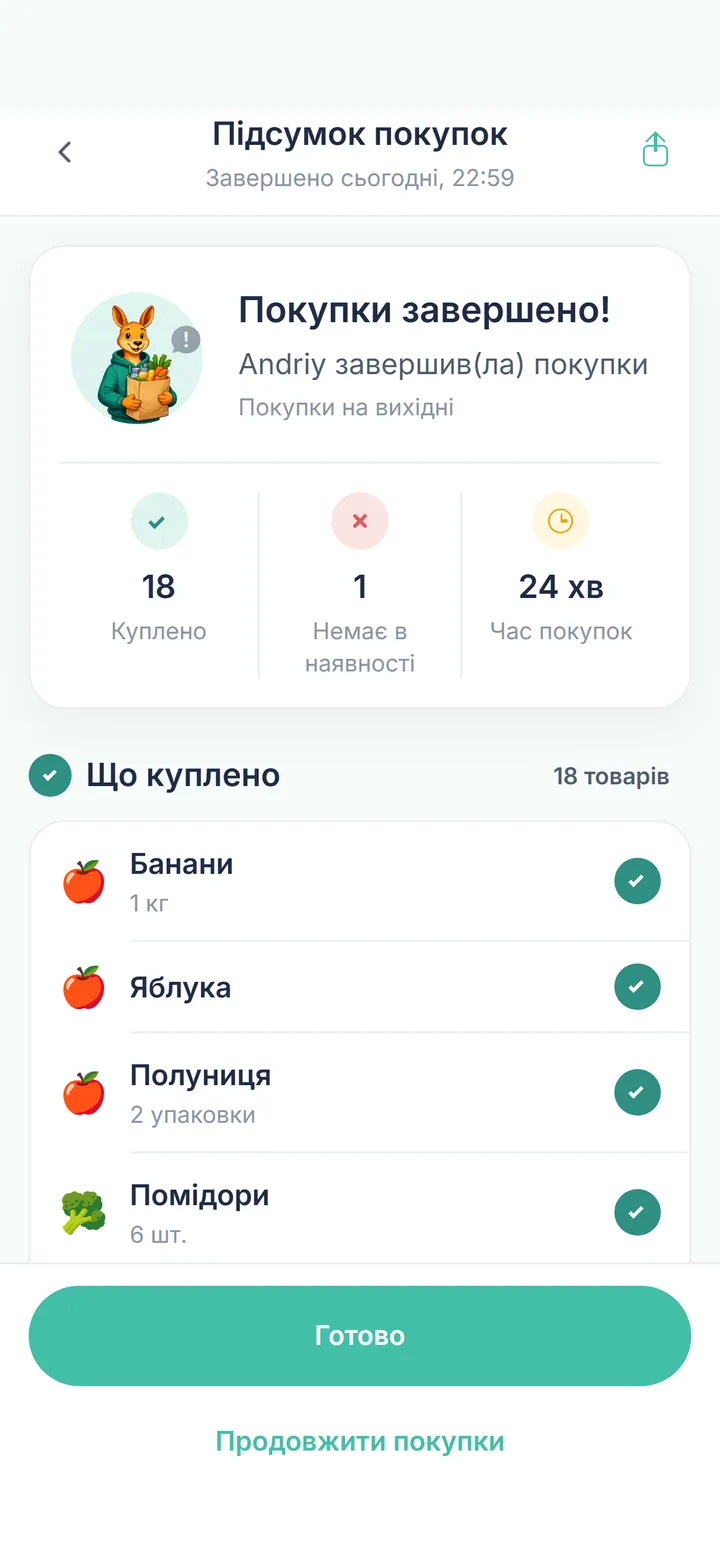 Підсумок покупок
Завершено сьогодні, 22:59
Покупки завершено!
Andriy завершив(ла) покупки
Покупки на вихідні
18
Куплено
1
Немає в
наявності
24 хв
Час покупок
Що куплено
18 товарів
Банани
1 кг
Яблука
Полуниця
2 упаковки
Помідори
6 шт.
Готово
Продовжити покупки